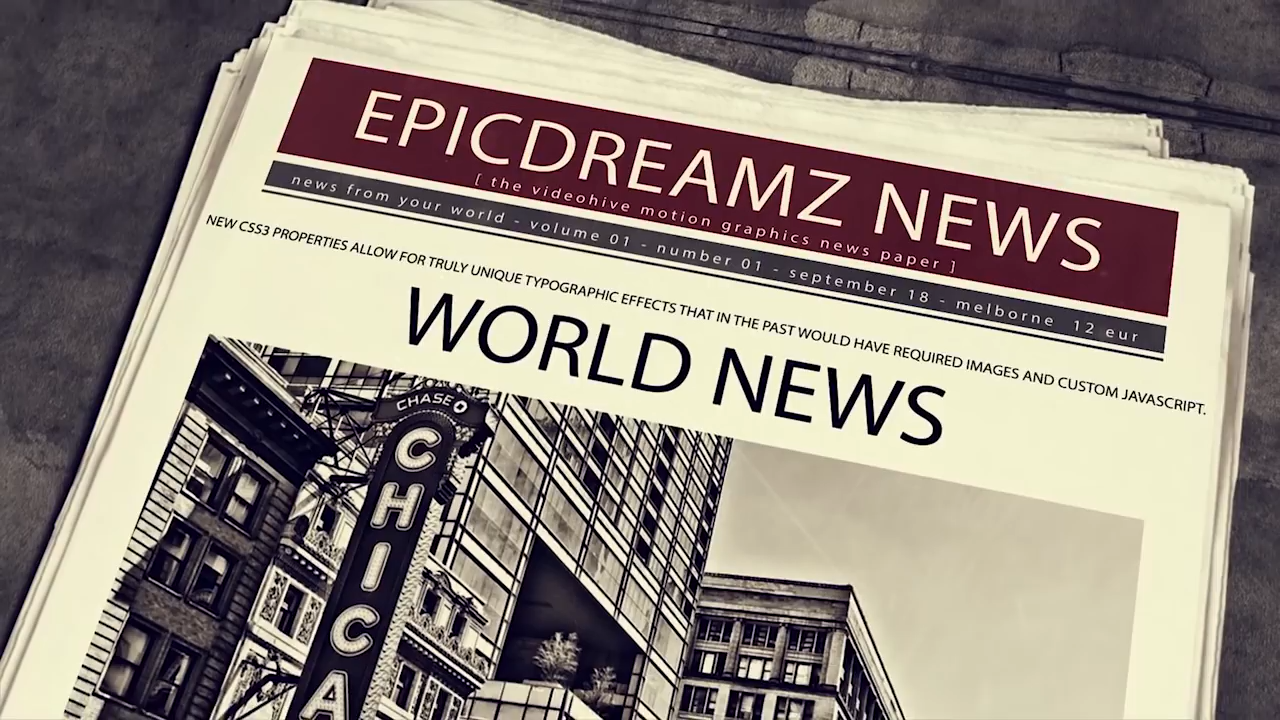 EPICDREAMZ NEWS
[ the videohive motion graphics news paper ]
news from your world - volume 01 - number 01 - september 18 - melborne 12 eur
NEW CSS3 PROPERTIES ALLOW FOR TRULY UNIQUE TYPOGRAPHIC EFFECTS THAT IN THE PAST WOULD HAVE REQUIRED IMAGES AND CUSTOM JAVASCRIPT.
WORLD NEWS
CHASE
CHICA